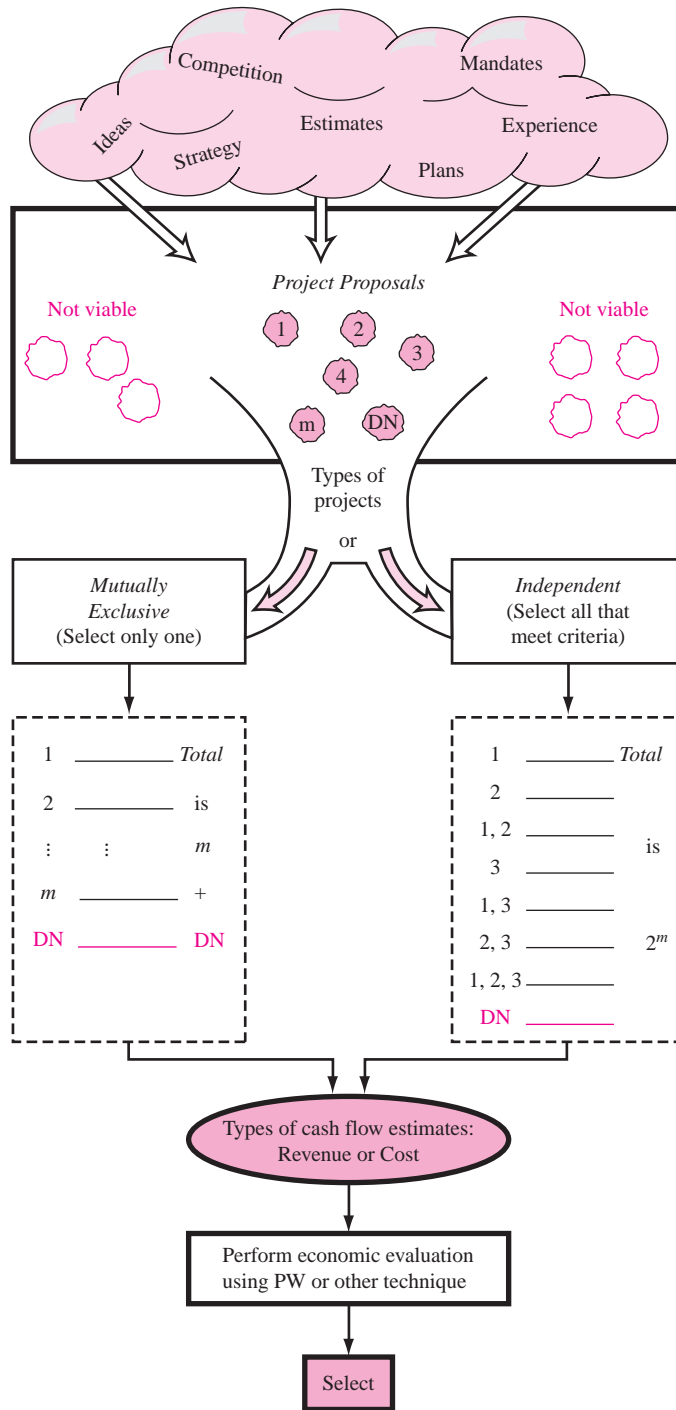 Competition
Mandates
Ideas
Strategy
Estimates
Experience
Plans
Project Proposals
Not viable
Not viable
1
2
3
4
m
DN
Types of
projects
or
Mutually
Exclusive
(Select only one)
Independent
(Select all that
meet criteria)
1 Total
2 is
⋮ ⋮ m
m +
DN DN
1 Total
2
1, 2
is
3
1, 3
2, 3 2^m
1, 2, 3
DN
Types of cash flow estimates:
Revenue or Cost
Perform economic evaluation
using PW or other technique
Select